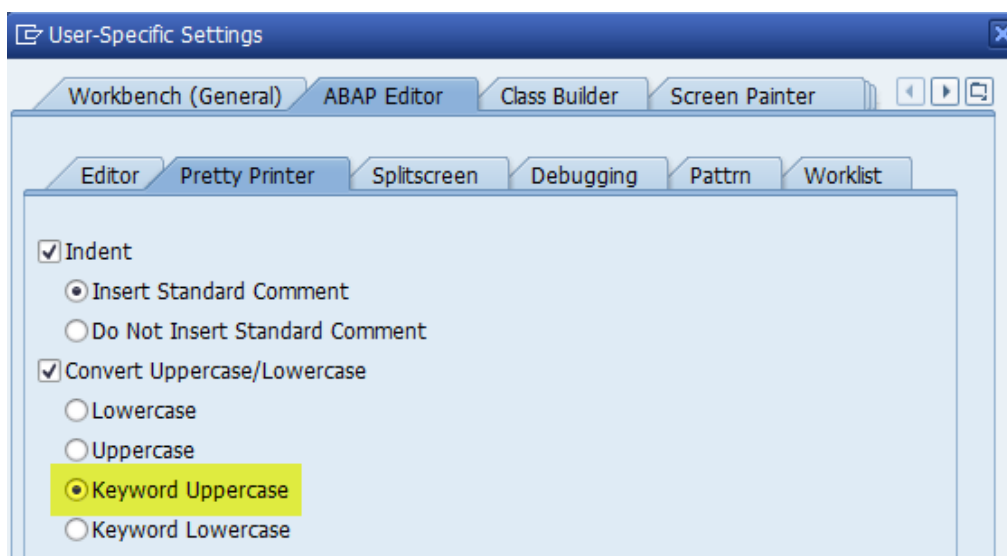 User-Specific Settings
Workbench (General) ABAP Editor Class Builder Screen Painter
Editor Pretty Printer Splitscreen Debugging Pattrn Worklist
Indent
Insert Standard Comment
Do Not Insert Standard Comment
Convert Uppercase/Lowercase
Lowercase
Uppercase
Keyword Uppercase
Keyword Lowercase